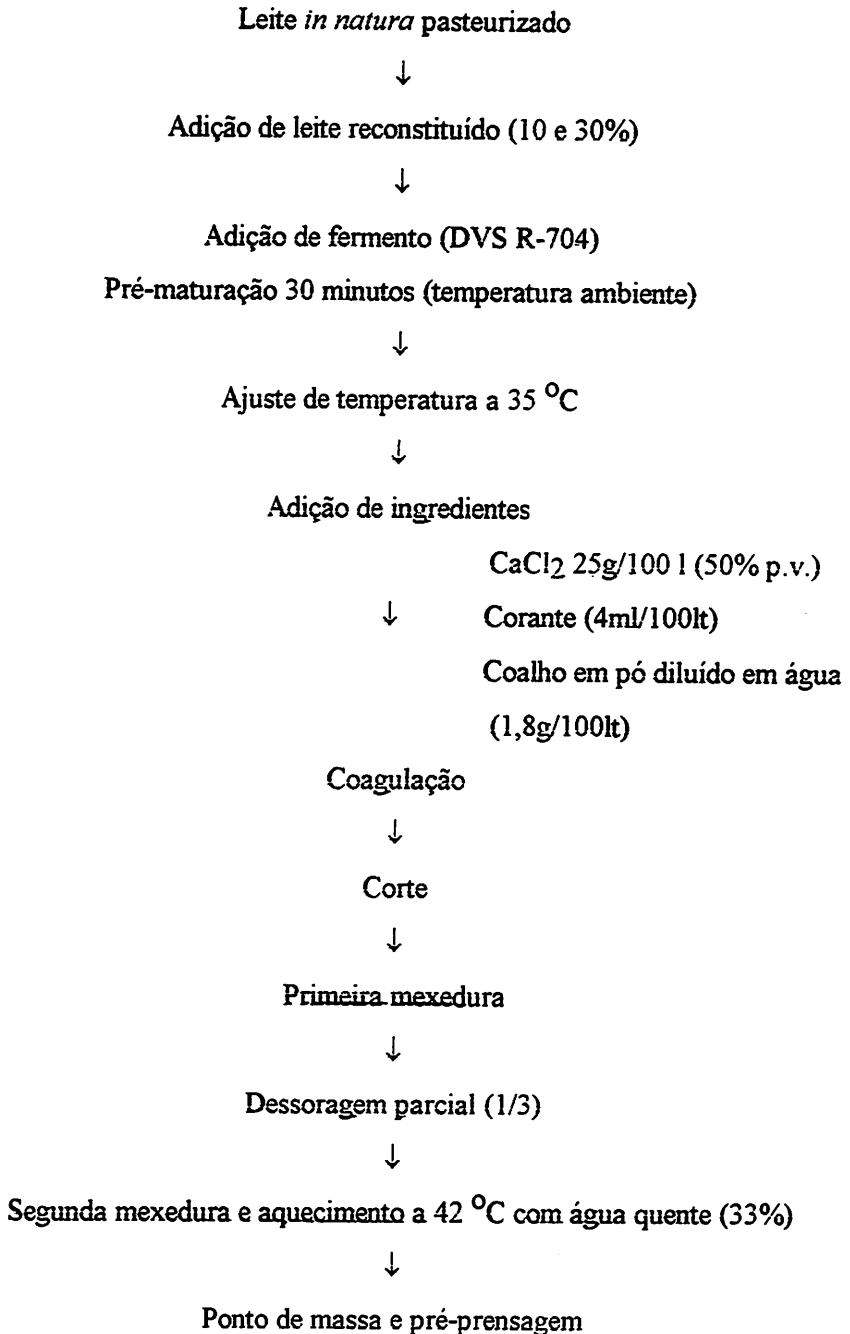 Leite in natura pasteurizado
↓
Adição de leite reconstituído (10 e 30%)
↓
Adição de fermento (DVS R-704)
Pré-maturação 30 minutos (temperatura ambiente)
↓
Ajuste de temperatura a 35 ºC
↓
Adição de ingredientes
CaCl2 25g/100 l (50% p.v.)
↓ Corante (4ml/100lt)
Coalho em pó diluído em água
(1,8g/100lt)
Coagulação
↓
Corte
↓
Primeira mexedura
↓
Dessoragem parcial (1/3)
↓
Segunda mexedura e aquecimento a 42 ºC com água quente (33%)
↓
Ponto de massa e pré-prensagem